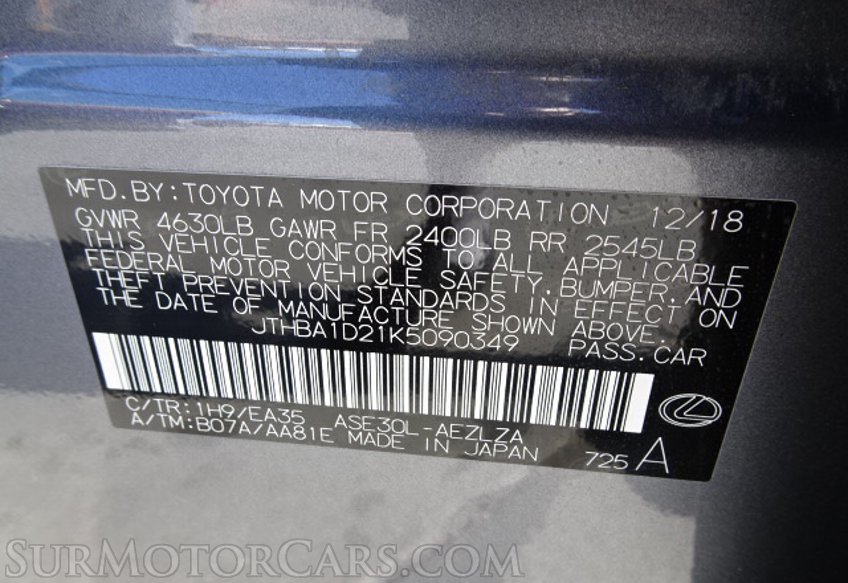 MFD.BY:TOYOTA MOTOR CORPORATION 12/18
GVWR 4630LB GAWR FR 2400LB RR 2545LB
THIS VEHICLE CONFORMS TO ALL APPLICABLE
FEDERAL MOTOR VEHICLE SAFETY,BUMPER,AND
THEFT PREVENTION STANDARDS IN EFFECT ON
THE DATE OF MANUFACTURE SHOWN ABOVE.
JTHBA1D21K5090349 PASS.CAR
C/TR:1H9/EA35 ASE30L-AEZLZA
A/TM:B07A/AA81E MADE IN JAPAN 725A
SurMotorCars.com